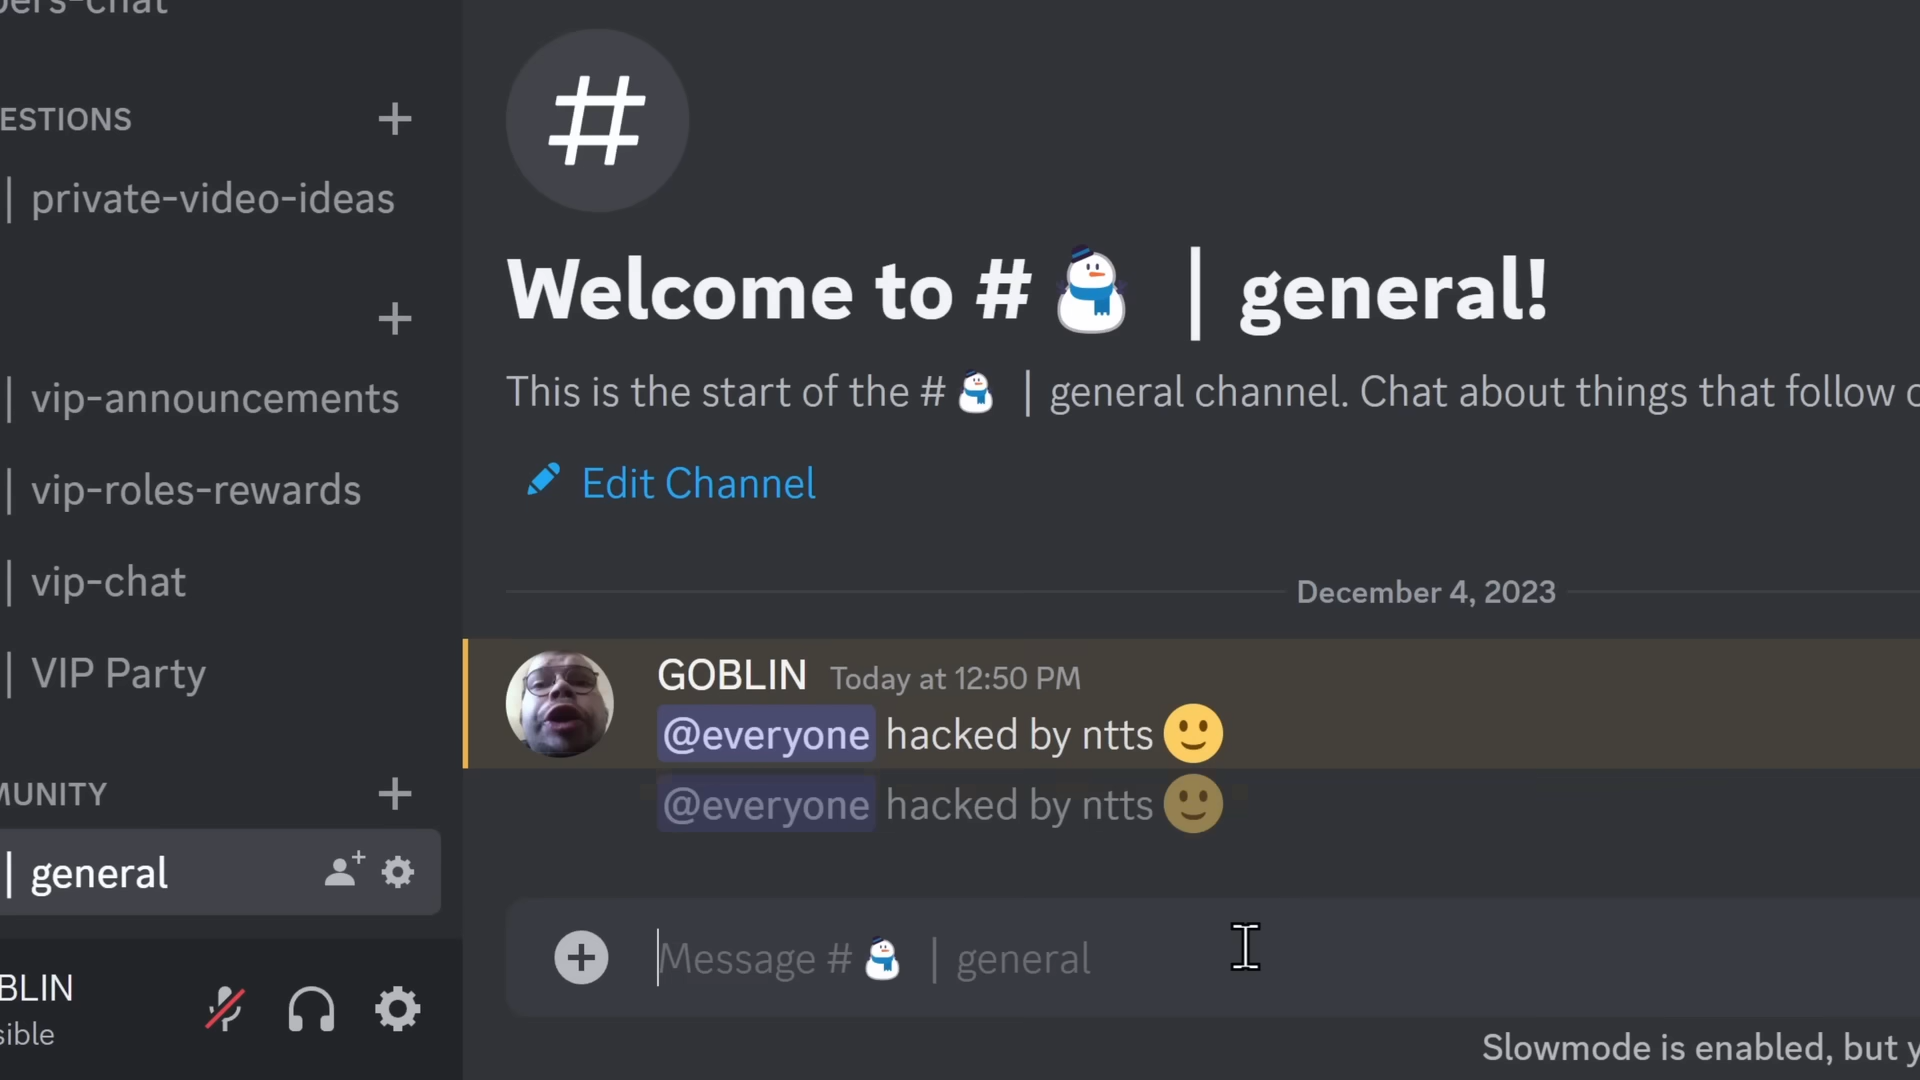 pers-chat
ESTIONS
| private-video-ideas
| vip-announcements
| vip-roles-rewards
| vip-chat
| VIP Party
MUNITY
| general
BLIN
sible
#
Welcome to #⛄ | general!
This is the start of the #⛄ | general channel. Chat about things that follow
Edit Channel
December 4, 2023
GOBLIN Today at 12:50 PM
@everyone hacked by ntts 🙂
@everyone hacked by ntts 🙂
Message #⛄ | general
Slowmode is enabled, but